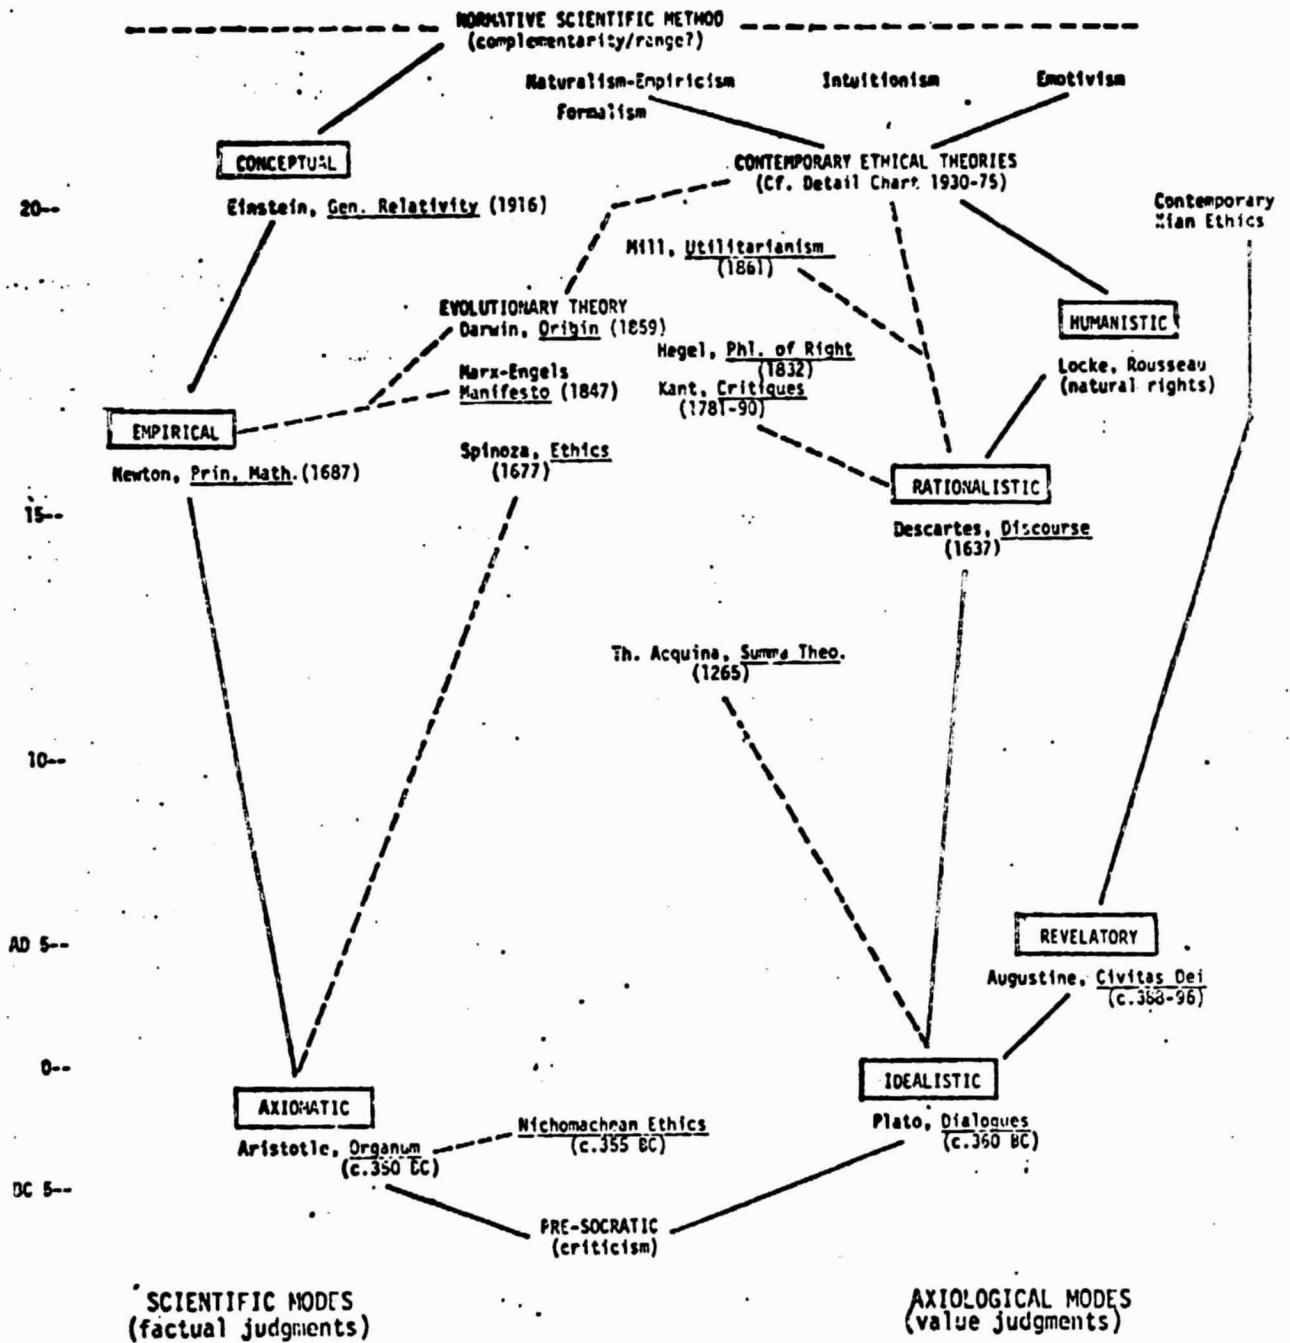 NORMATIVE SCIENTIFIC METHOD
(complementarity/range?)
Naturalism-Empiricism
Intuitionism
Emotivism
Formalism
CONCEPTUAL
CONTEMPORARY ETHICAL THEORIES
(Cf. Detail Chart 1930-75)
20--
Einstein, Gen. Relativity (1916)
Contemporary
Xian Ethics
Mill, Utilitarianism
(1861)
EVOLUTIONARY THEORY
Darwin, Origin (1859)
HUMANISTIC
Hegel, Phl. of Right
(1832)
Locke, Rousseau
(natural rights)
Marx-Engels
Manifesto (1847)
Kant, Critiques
(1781-90)
EMPIRICAL
Newton, Prin. Math. (1687)
Spinoza, Ethics
(1677)
RATIONALISTIC
15--
Descartes, Discourse
(1637)
Th. Acquina, Summa Theo.
(1265)
10--
REVELATORY
AD 5--
Augustine, Civitas Dei
(c.388-96)
0--
IDEALISTIC
AXIOMATIC
Plato, Dialogues
(c.360 BC)
Nichomachean Ethics
(c.355 BC)
Aristotle, Organum
(c.350 BC)
BC 5--
PRE-SOCRATIC
(criticism)
SCIENTIFIC MODES
(factual judgments)
AXIOLOGICAL MODES
(value judgments)